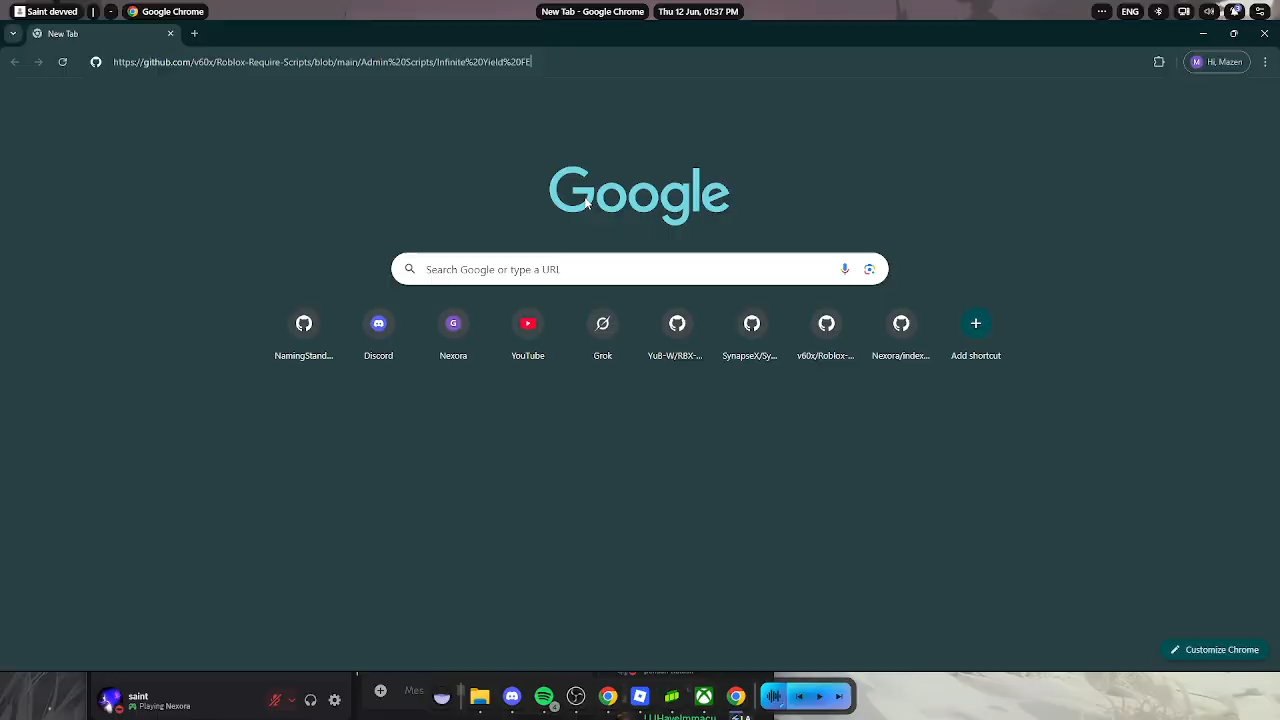 Saint devved | - Google Chrome New Tab - Google Chrome Thu 12 Jun, 01:37 PM ... ENG
New Tab
https://github.com/v60x/Roblox-Require-Scripts/blob/main/Admin%20Scripts/Infinite%20Yield%20FE M Hi, Mazen
Google
Search Google or type a URL
G
NamingStand... Discord Nexora YouTube Grok Yu8-W/RBX-... SynapseX/Sy... v60x/Roblox-... Nexora/index... Add shortcut
Customize Chrome
saint
Playing Nexora
Mes
4